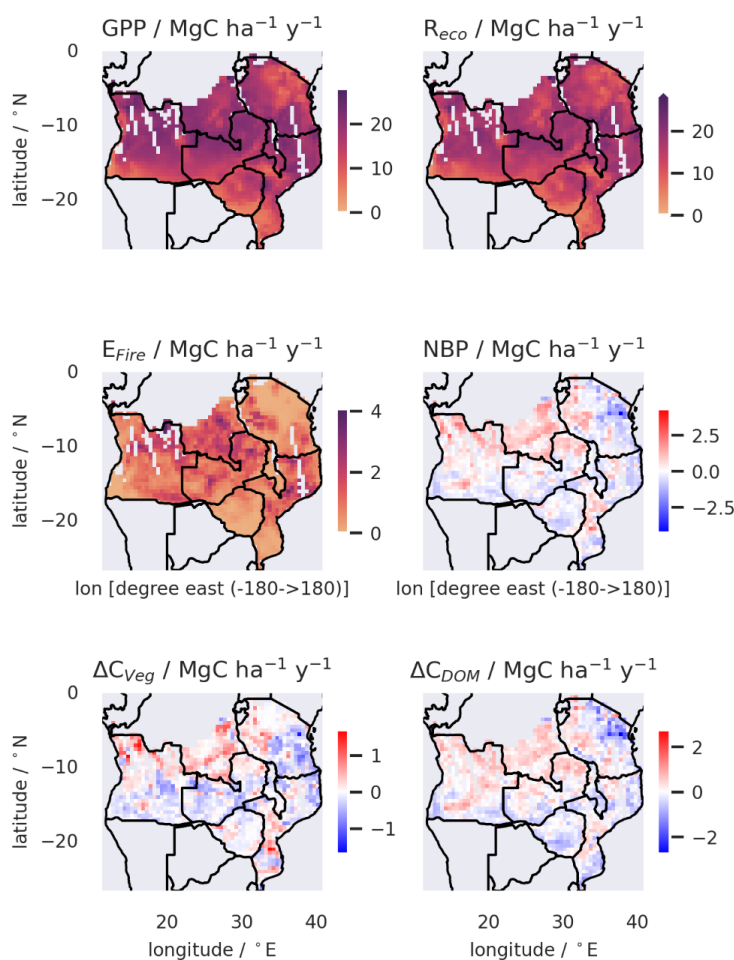 GPP / MgC ha⁻¹ y⁻¹
R_eco / MgC ha⁻¹ y⁻¹
0
−10
−20
latitude / °N
20
10
0
20
10
0
E_Fire / MgC ha⁻¹ y⁻¹
NBP / MgC ha⁻¹ y⁻¹
0
−10
−20
latitude / °N
4
2
0
2.5
0.0
−2.5
lon [degree east (-180->180)]
lon [degree east (-180->180)]
ΔC_Veg / MgC ha⁻¹ y⁻¹
ΔC_DOM / MgC ha⁻¹ y⁻¹
0
−10
−20
latitude / °N
1
0
−1
2
0
−2
20 30 40
20 30 40
longitude / °E
longitude / °E